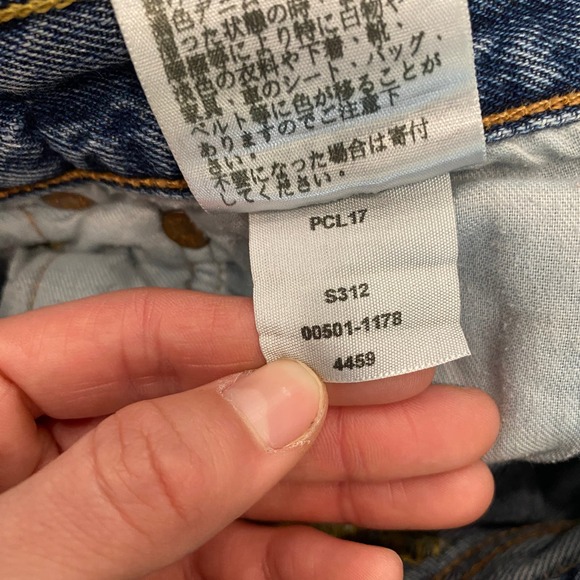 色デニム
った状態の時、
摩擦に より特に白物や
淡色の衣料や下着、靴、
家具、車のシート、バッグ、
ベルト等に色が移ることが
ありますのでご注意下
さい。
不要になった場合は寄付
してください。
PCL17
S312
00501-1178
4459